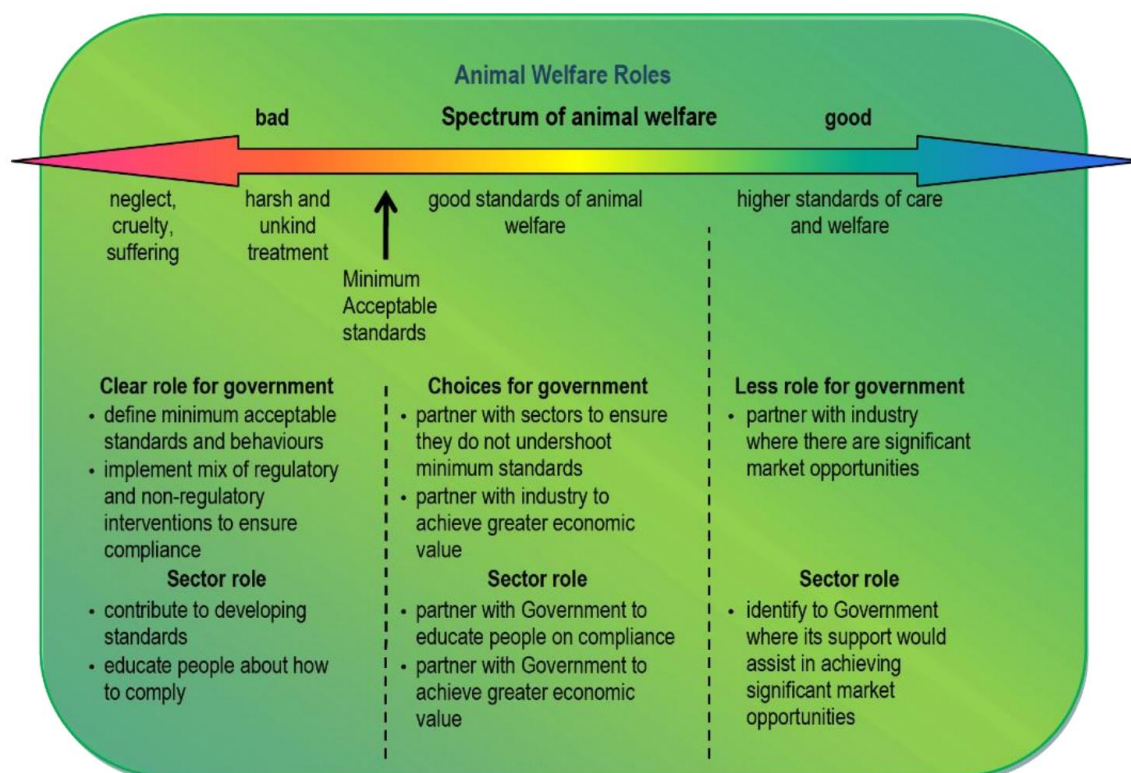 Animal Welfare Roles
bad
Spectrum of animal welfare
good
neglect,
cruelty,
suffering
harsh and
unkind
treatment
good standards of animal
welfare
higher standards of care
and welfare
Minimum
Acceptable
standards
Clear role for government
• define minimum acceptable
standards and behaviours
• implement mix of regulatory
and non-regulatory
interventions to ensure
compliance
Sector role
• contribute to developing
standards
• educate people about how
to comply
Choices for government
• partner with sectors to ensure
they do not undershoot
minimum standards
• partner with industry to
achieve greater economic
value
Sector role
• partner with Government to
educate people on compliance
• partner with Government to
achieve greater economic
value
Less role for government
• partner with industry
where there are significant
market opportunities
Sector role
• identify to Government
where its support would
assist in achieving
significant market
opportunities